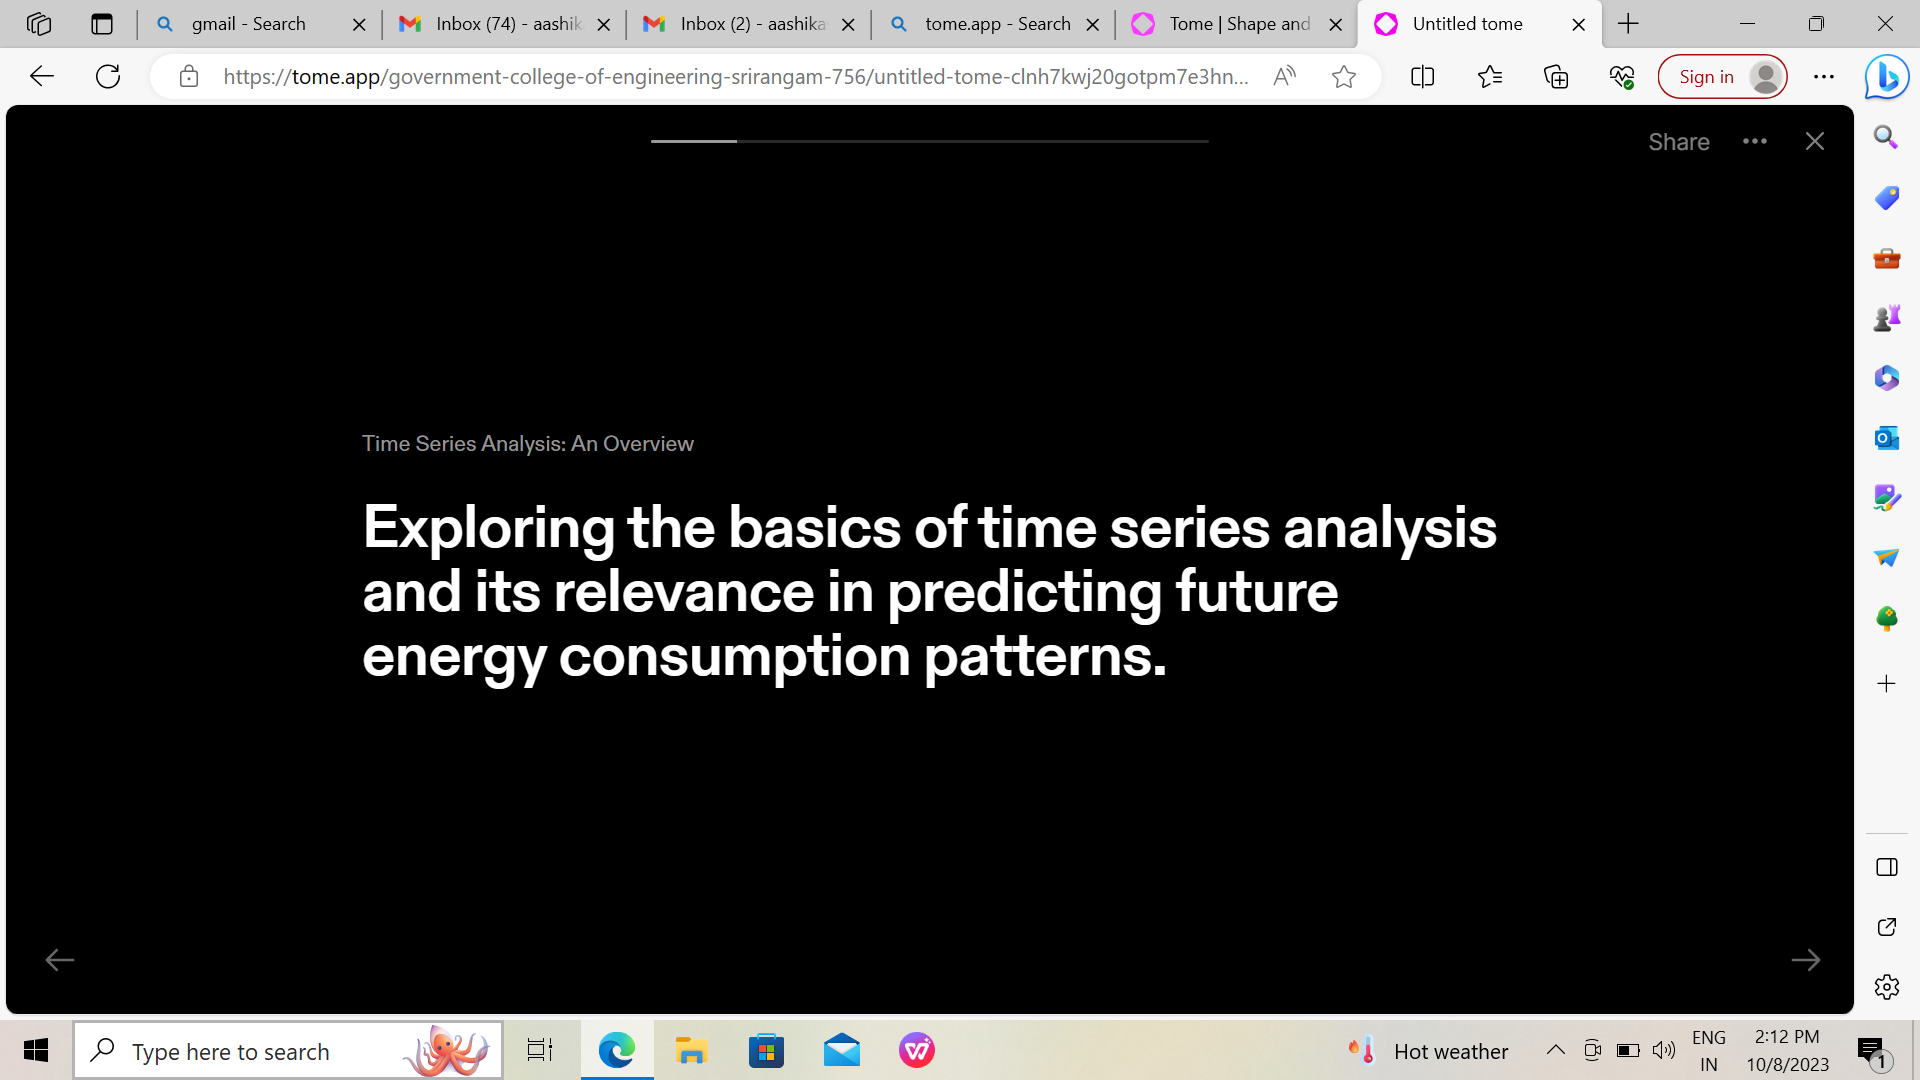 gmail - Search
Inbox (74) - aashik
Inbox (2) - aashika
tome.app - Search
Tome | Shape and
Untitled tome
https://tome.app/government-college-of-engineering-srirangam-756/untitled-tome-clnh7kwj20gotpm7e3hn...
Sign in
Share
Time Series Analysis: An Overview
Exploring the basics of time series analysis
and its relevance in predicting future
energy consumption patterns.
Type here to search
Hot weather
ENG
IN
2:12 PM
10/8/2023
1